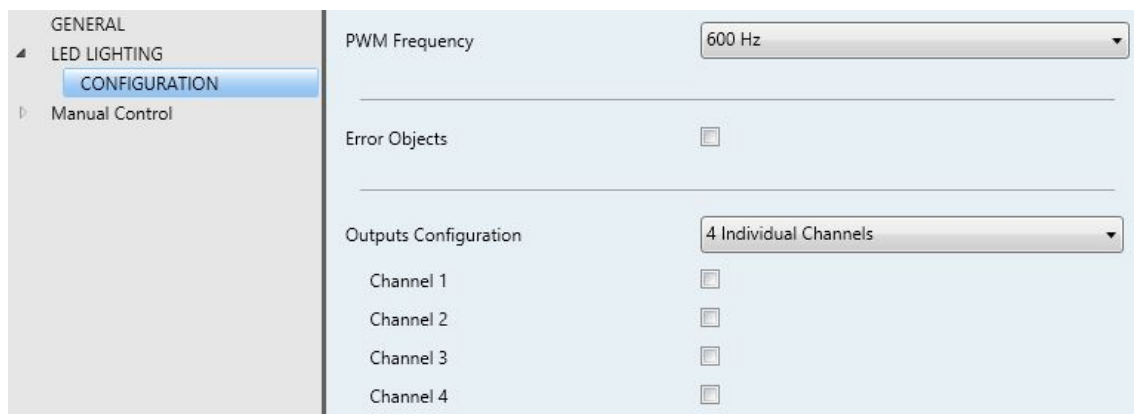 GENERAL
LED LIGHTING
CONFIGURATION
Manual Control
PWM Frequency
600 Hz
Error Objects
Outputs Configuration
4 Individual Channels
Channel 1
Channel 2
Channel 3
Channel 4